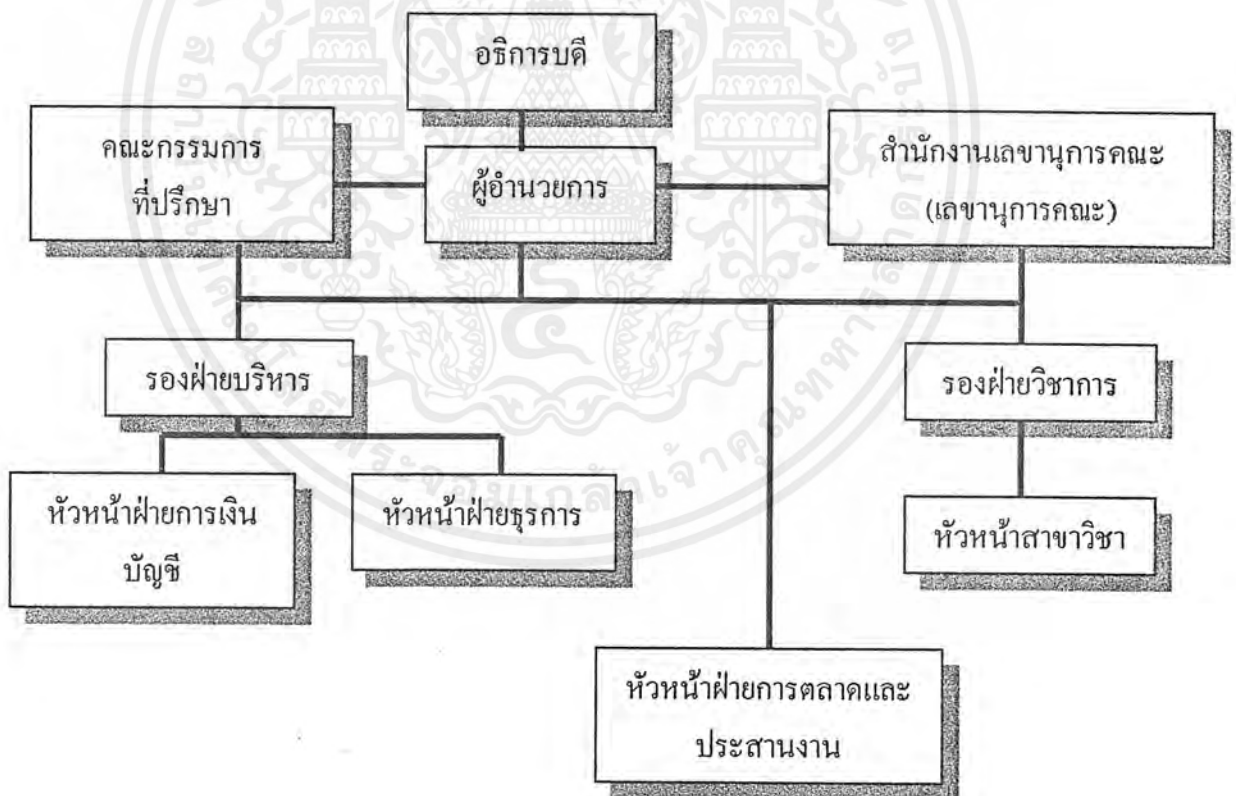 อธิการบดี
คณะกรรมการ
ที่ปรึกษา
ผู้อำนวยการ
สำนักงานเลขานุการคณะ
(เลขานุการคณะ)
รองฝ่ายบริหาร
รองฝ่ายวิชาการ
หัวหน้าฝ่ายการเงิน
บัญชี
หัวหน้าฝ่ายธุรการ
หัวหน้าสาขาวิชา
หัวหน้าฝ่ายการตลาดและ
ประสานงาน